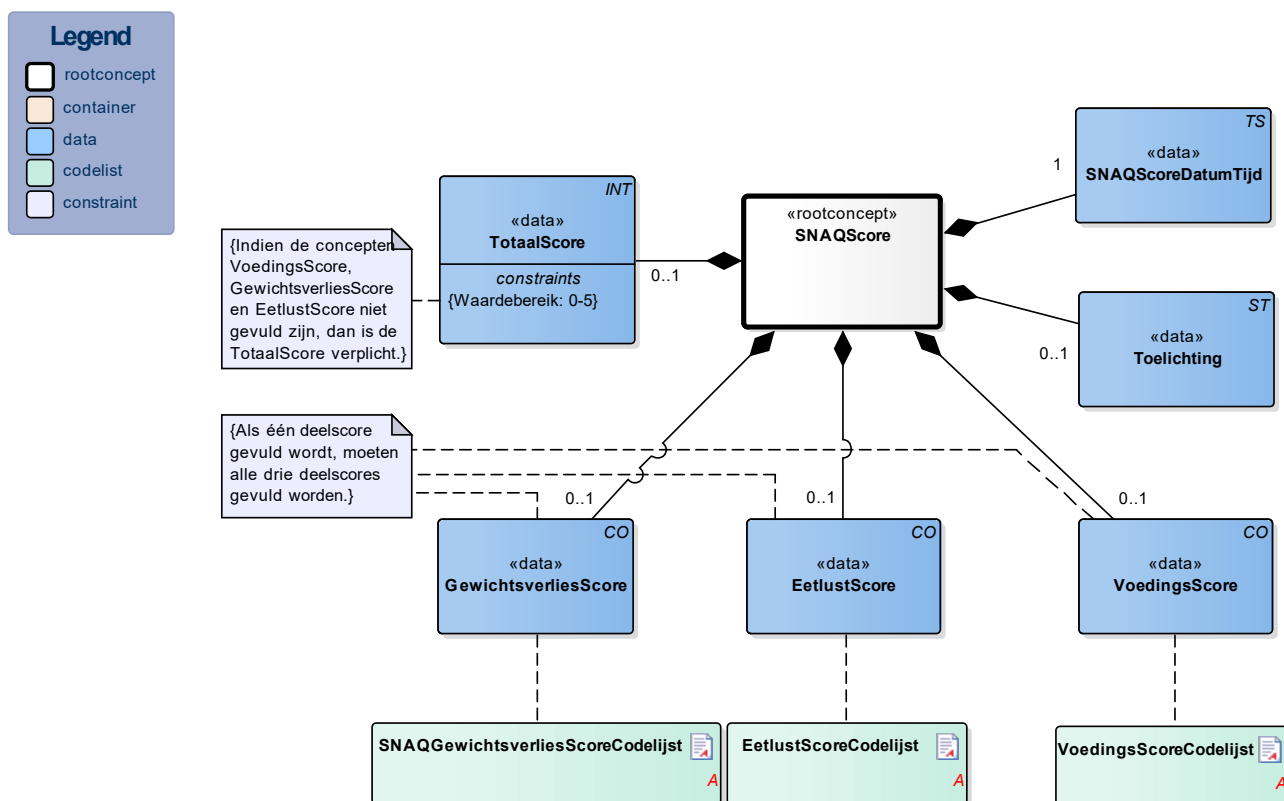 Legend
rootconcept
container
data
codelist
constraint
TS
«data»
SNAQScoreDatumTijd
1
INT
«data»
TotaalScore
constraints
{Waardebereik: 0-5}
0..1
«rootconcept»
SNAQScore
{Indien de concepten
VoedingsScore,
GewichtsverliesScore
en EetlustScore niet
gevuld zijn, dan is de
TotaalScore verplicht.}
ST
«data»
Toelichting
0..1
{Als één deelscore
gevuld wordt, moeten
alle drie deelscores
gevuld worden.}
0..1
0..1
0..1
CO
«data»
GewichtsverliesScore
CO
«data»
EetlustScore
CO
«data»
VoedingsScore
SNAQGewichtsverliesScoreCodelijst
A
EetlustScoreCodelijst
A
VoedingsScoreCodelijst
A